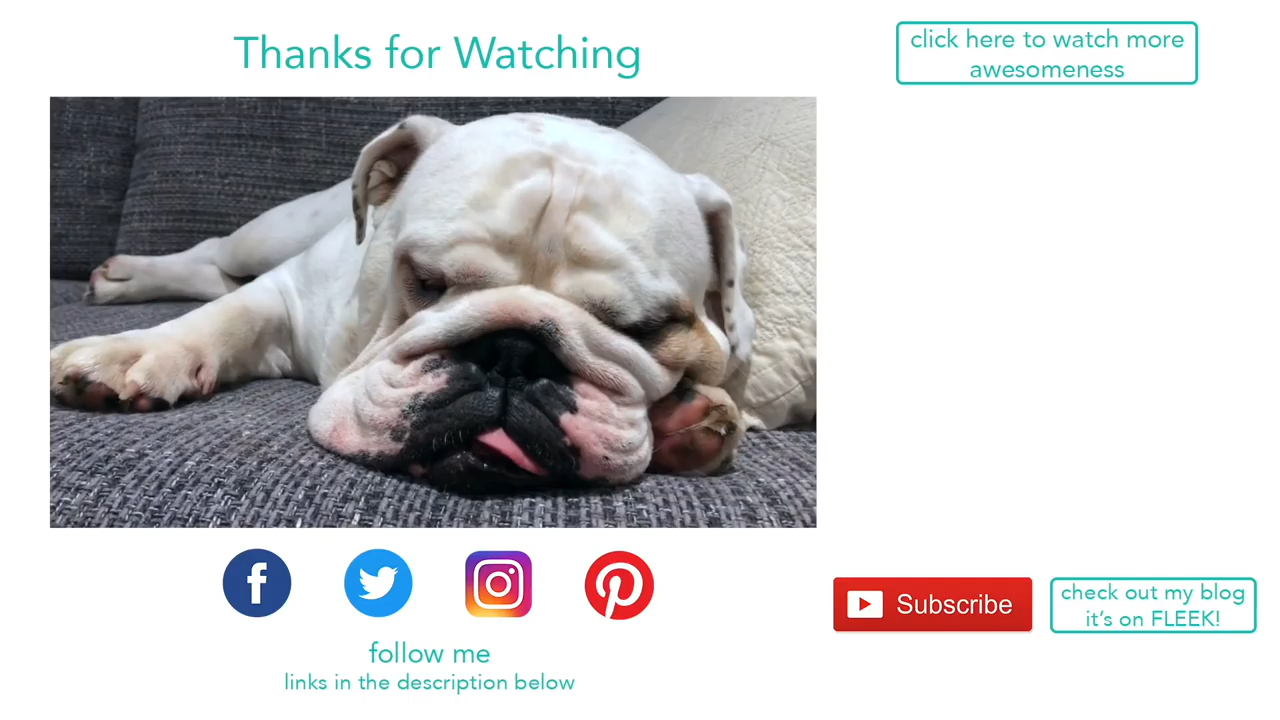 Thanks for Watching
click here to watch more
awesomeness
Subscribe
check out my blog
it's on FLEEK!
follow me
links in the description below